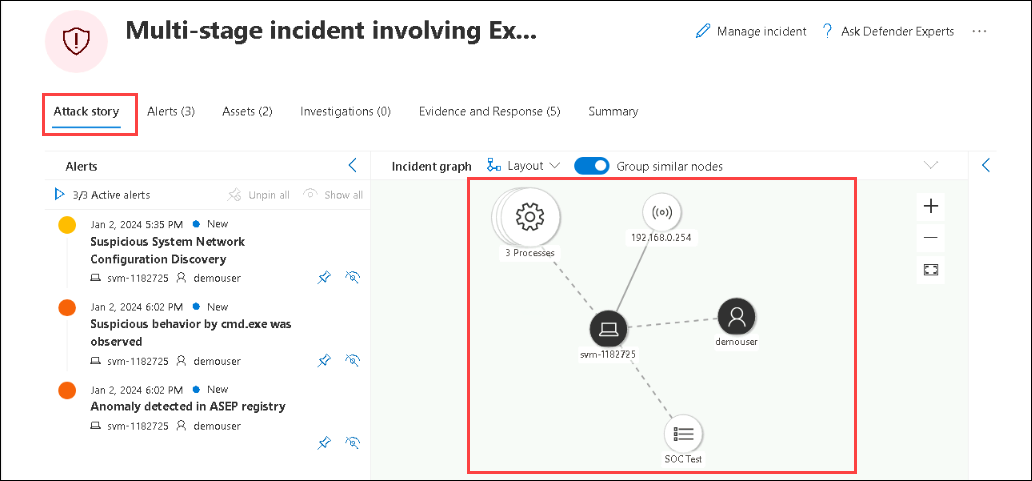 Multi-stage incident involving Ex...
Manage incident
? Ask Defender Experts
...
Attack story
Alerts (3)
Assets (2)
Investigations (0)
Evidence and Response (5)
Summary
Alerts
3/3 Active alerts
Unpin all
Show all
Jan 2, 2024 5:35 PM
New
Suspicious System Network
Configuration Discovery
svm-1182725
demouser
Jan 2, 2024 6:02 PM
New
Suspicious behavior by cmd.exe was
observed
svm-1182725
demouser
Jan 2, 2024 6:02 PM
New
Anomaly detected in ASEP registry
svm-1182725
demouser
Incident graph
Layout
Group similar nodes
3 Processes
192.168.0.254
svm-1182725
demouser
SOC Test